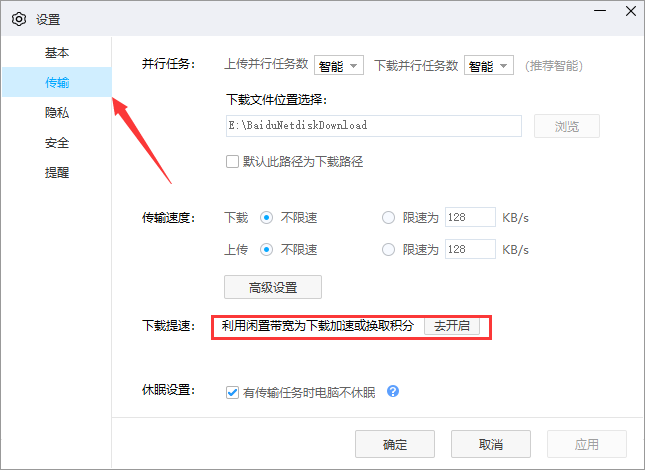 设置
基本
传输
隐私
安全
提醒
并行任务: 上传并行任务数 智能 下载并行任务数 智能 (推荐智能)
下载文件位置选择:
E:\BaiduNetdiskDownload 浏览
默认此路径为下载路径
传输速度: 下载 不限速 限速为 128 KB/s
上传 不限速 限速为 128 KB/s
高级设置
下载提速: 利用闲置带宽为下载加速或换取积分 去开启
休眠设置: 有传输任务时电脑不休眠 ?
确定 取消 应用